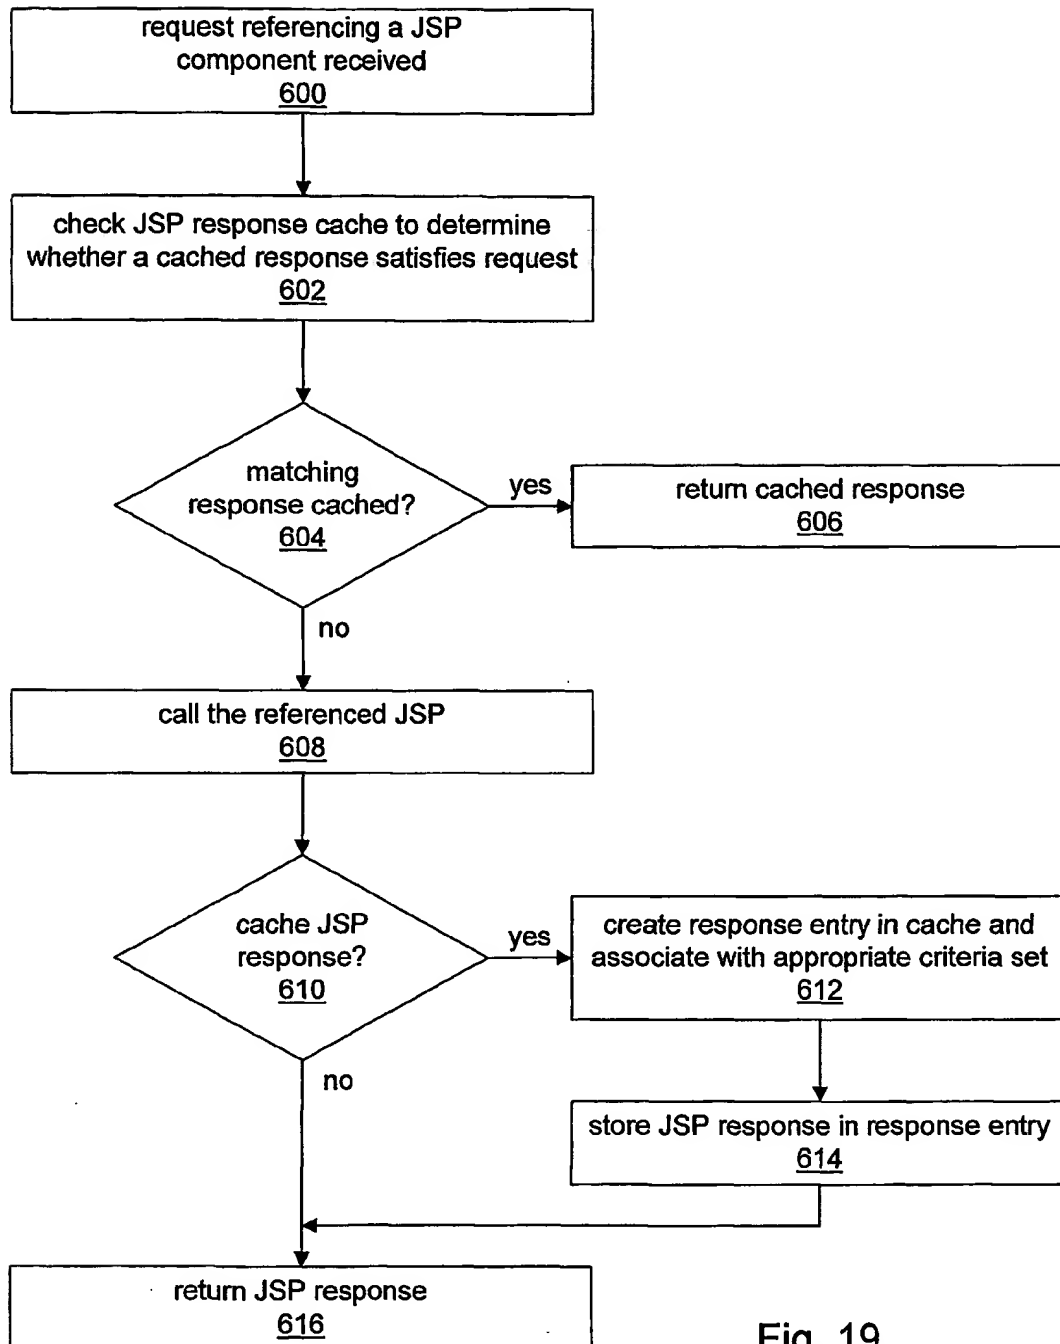 request referencing a JSP
component received
600
check JSP response cache to determine
whether a cached response satisfies request
602
matching
response cached?
604
yes
return cached response
606
no
call the referenced JSP
608
cache JSP
response?
610
yes
create response entry in cache and
associate with appropriate criteria set
612
no
store JSP response in response entry
614
return JSP response
616
Fig. 19